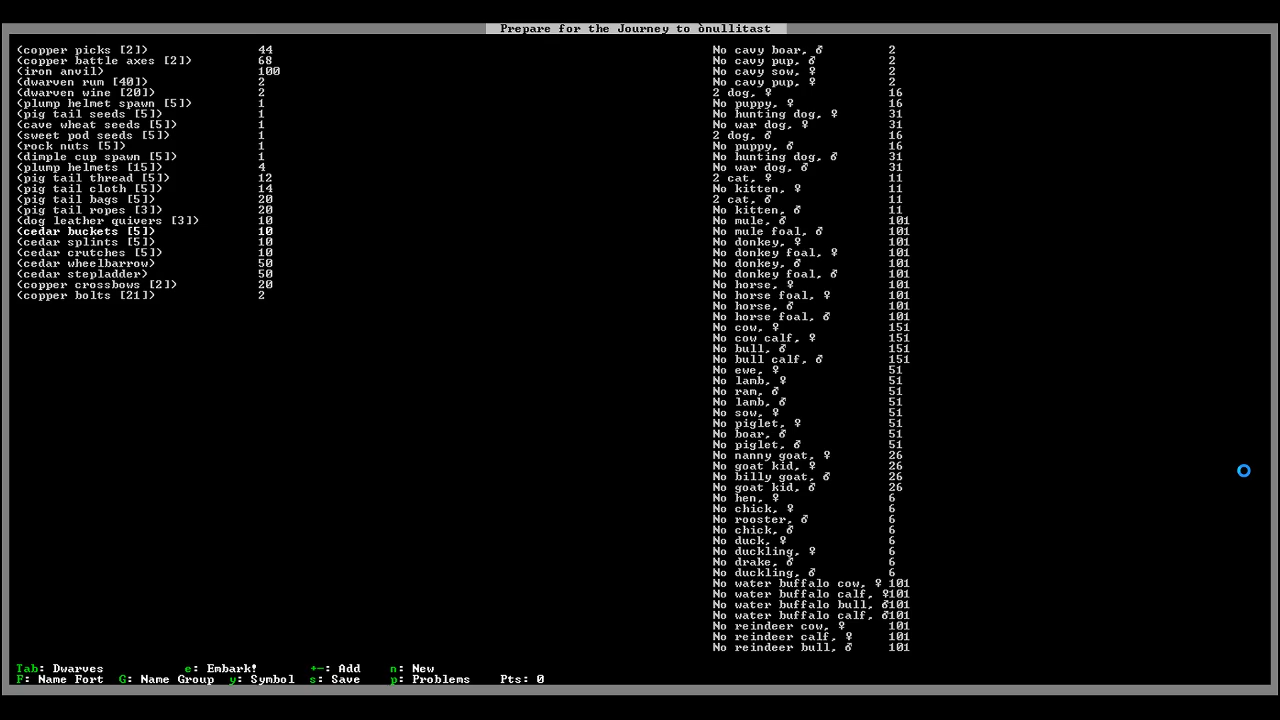 Prepare for the Journey to ònullitast
(copper picks [2]) 44
(copper battle axes [2]) 68
(iron anvil) 100
(dwarven rum [40]) 2
(dwarven wine [20]) 2
(plump helmet spawn [5]) 1
(pig tail seeds [5]) 1
(cave wheat seeds [5]) 1
(sweet pod seeds [5]) 1
(rock nuts [5]) 1
(dimple cup spawn [5]) 1
(plump helmets [15]) 4
(pig tail thread [5]) 12
(pig tail cloth [5]) 14
(pig tail bags [5]) 20
(pig tail ropes [3]) 20
(dog leather quivers [3]) 10
(cedar buckets [5]) 10
(cedar splints [5]) 10
(cedar crutches [5]) 10
(cedar wheelbarrow) 50
(cedar stepladder) 50
(copper crossbows [2]) 20
(copper bolts [21]) 2
No cavy boar, ♂ 2
No cavy pup, ♂ 2
No cavy sow, ♀ 2
No cavy pup, ♀ 2
2 dog, ♀ 16
No puppy, ♀ 16
No hunting dog, ♀ 31
No war dog, ♀ 31
2 dog, ♂ 16
No puppy, ♂ 16
No hunting dog, ♂ 31
No war dog, ♂ 31
2 cat, ♀ 11
No kitten, ♀ 11
2 cat, ♂ 11
No kitten, ♂ 11
No mule, ♂ 101
No mule foal, ♂ 101
No donkey, ♀ 101
No donkey foal, ♀ 101
No donkey, ♂ 101
No donkey foal, ♂ 101
No horse, ♀ 101
No horse foal, ♀ 101
No horse, ♂ 101
No horse foal, ♂ 101
No cow, ♀ 151
No cow calf, ♀ 151
No bull, ♂ 151
No bull calf, ♂ 151
No ewe, ♀ 51
No lamb, ♀ 51
No ram, ♂ 51
No lamb, ♂ 51
No sow, ♀ 51
No piglet, ♀ 51
No boar, ♂ 51
No piglet, ♂ 51
No nanny goat, ♀ 26
No goat kid, ♀ 26
No billy goat, ♂ 26
No goat kid, ♂ 26
No hen, ♀ 6
No chick, ♀ 6
No rooster, ♂ 6
No chick, ♂ 6
No duck, ♀ 6
No duckling, ♀ 6
No drake, ♂ 6
No duckling, ♂ 6
No water buffalo cow, ♀ 101
No water buffalo calf, ♀101
No water buffalo bull, ♂101
No water buffalo calf, ♂101
No reindeer cow, ♀ 101
No reindeer calf, ♀ 101
No reindeer bull, ♂ 101
Tab: Dwarves e: Embark! +-: Add n: New
F: Name Fort G: Name Group y: Symbol s: Save p: Problems Pts: 0